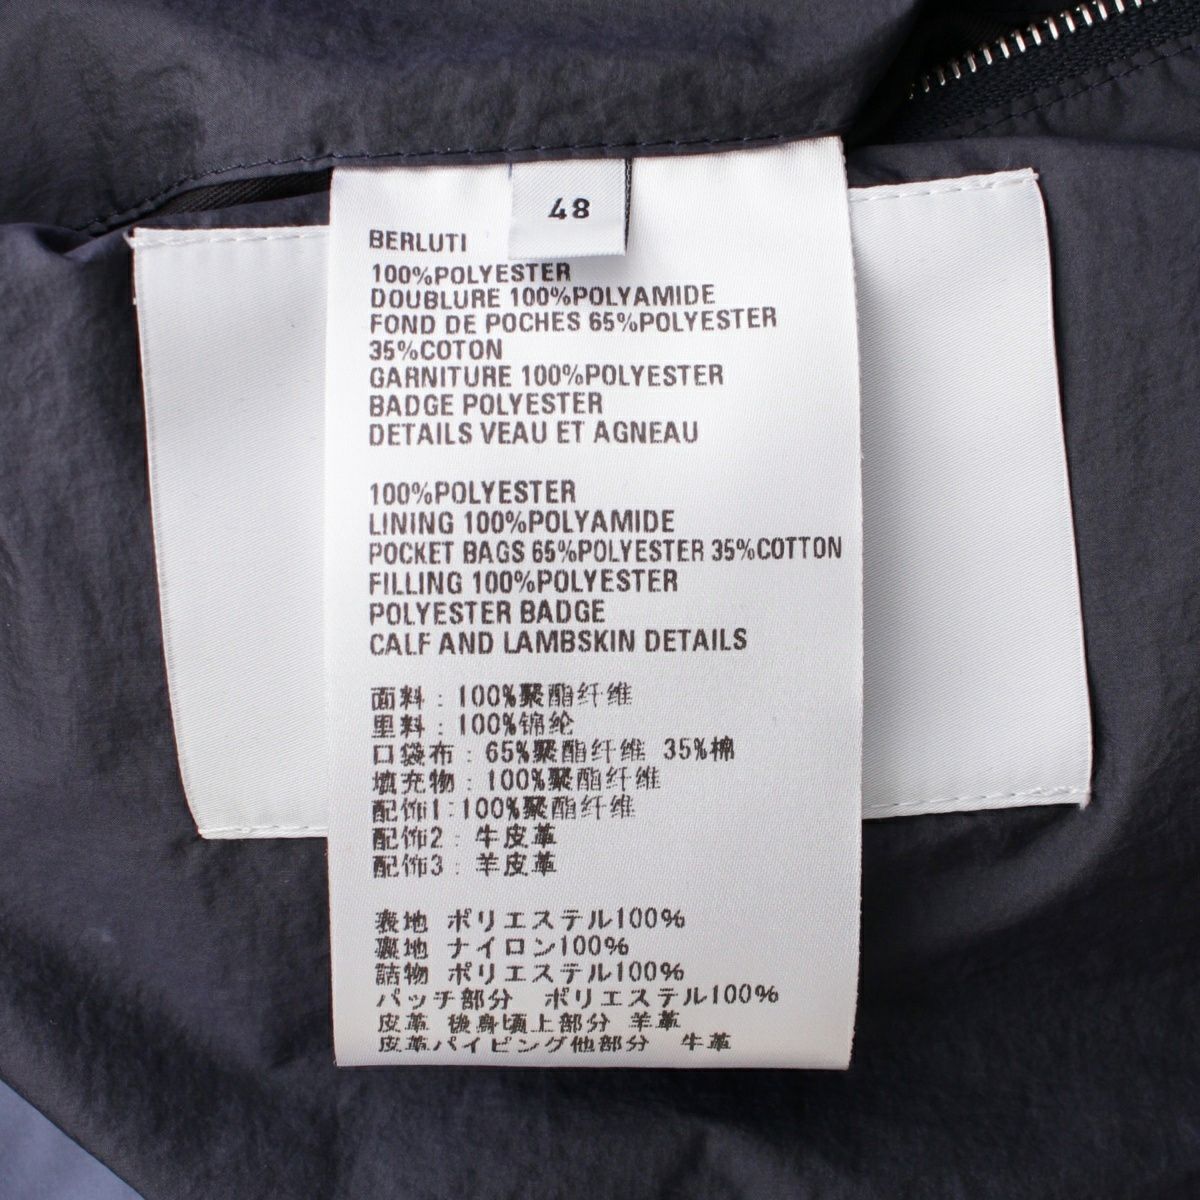 48
BERLUTI
100%POLYESTER
DOUBLURE 100%POLYAMIDE
FOND DE POCHES 65%POLYESTER
35%COTON
GARNITURE 100%POLYESTER
BADGE POLYESTER
DETAILS VEAU ET AGNEAU
100%POLYESTER
LINING 100%POLYAMIDE
POCKET BAGS 65%POLYESTER 35%COTTON
FILLING 100%POLYESTER
POLYESTER BADGE
CALF AND LAMBSKIN DETAILS
面料：100%聚酯纤维
里料：100%锦纶
口袋布：65%聚酯纤维 35%棉
填充物：100%聚酯纤维
配饰1:100%聚酯纤维
配饰2：牛皮革
配饰3：羊皮革
表地 ポリエステル100%
裏地 ナイロン100%
詰物 ポリエステル100%
パッチ部分　ポリエステル100%
皮革 後身頃上部分 羊革
皮革パイピング他部分　牛革